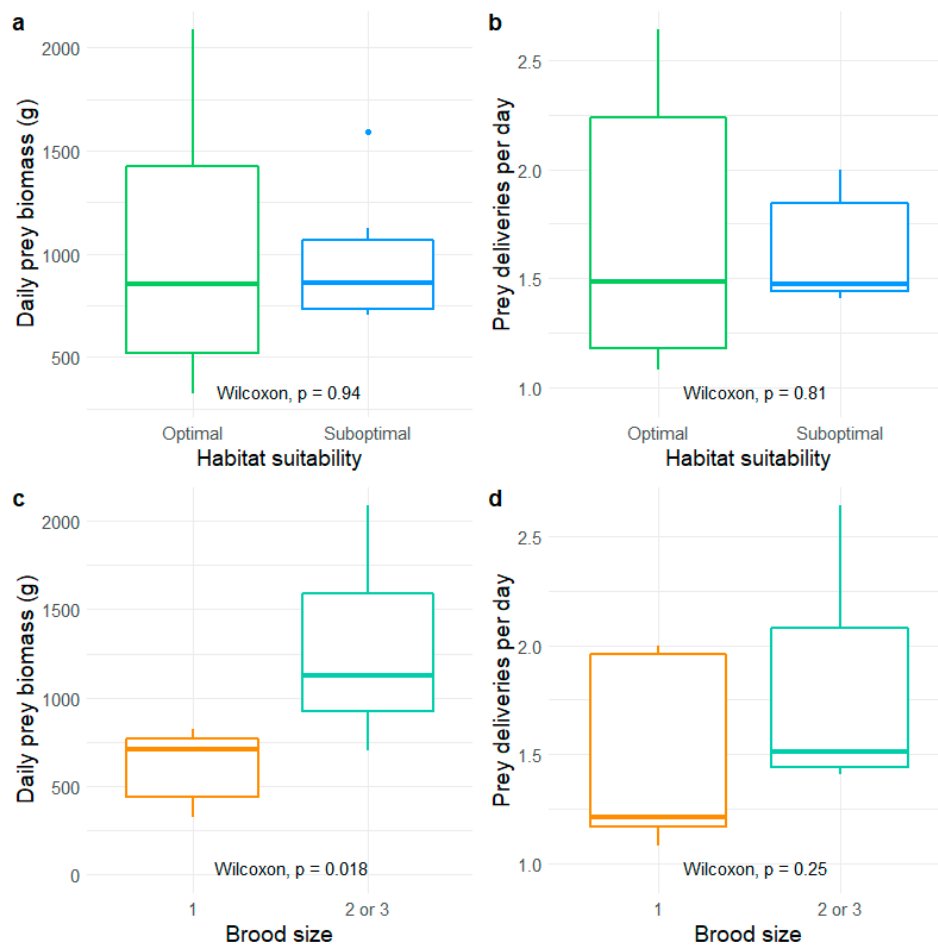 a
Daily prey biomass (g)
2000
1500
1000
500
Wilcoxon, p = 0.94
Optimal
Suboptimal
Habitat suitability
b
Prey deliveries per day
2.5
2.0
1.5
1.0
Wilcoxon, p = 0.81
Optimal
Suboptimal
Habitat suitability
c
Daily prey biomass (g)
2000
1500
1000
500
0
Wilcoxon, p = 0.018
1
2 or 3
Brood size
d
Prey deliveries per day
2.5
2.0
1.5
1.0
Wilcoxon, p = 0.25
1
2 or 3
Brood size